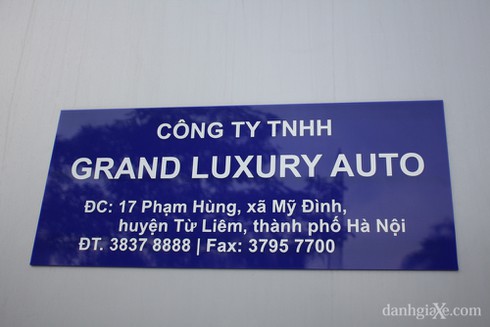 CÔNG TY TNHH
GRAND LUXURY AUTO
ĐC: 17 Phạm Hùng, xã Mỹ Đình,
huyện Từ Liêm, thành phố Hà Nội
ĐT. 3837 8888 | Fax: 3795 7700
danhgiaXe.com